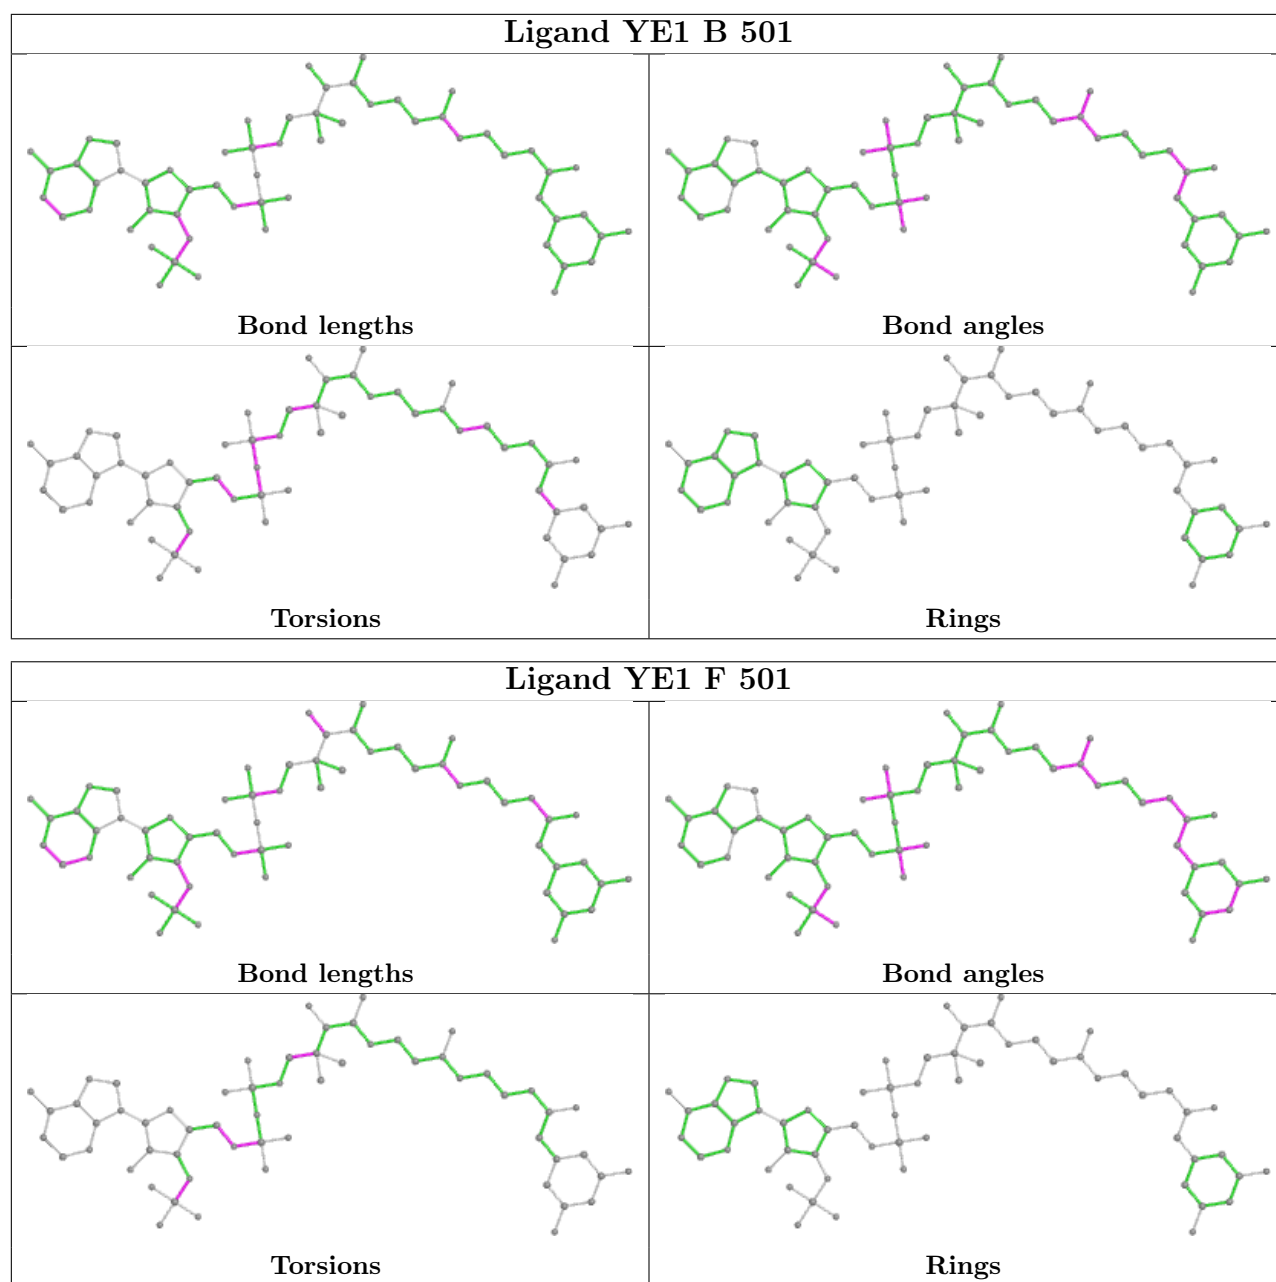 Ligand YE1 B 501
Bond lengths
Bond angles
Torsions
Rings
Ligand YE1 F 501
Bond lengths
Bond angles
Torsions
Rings